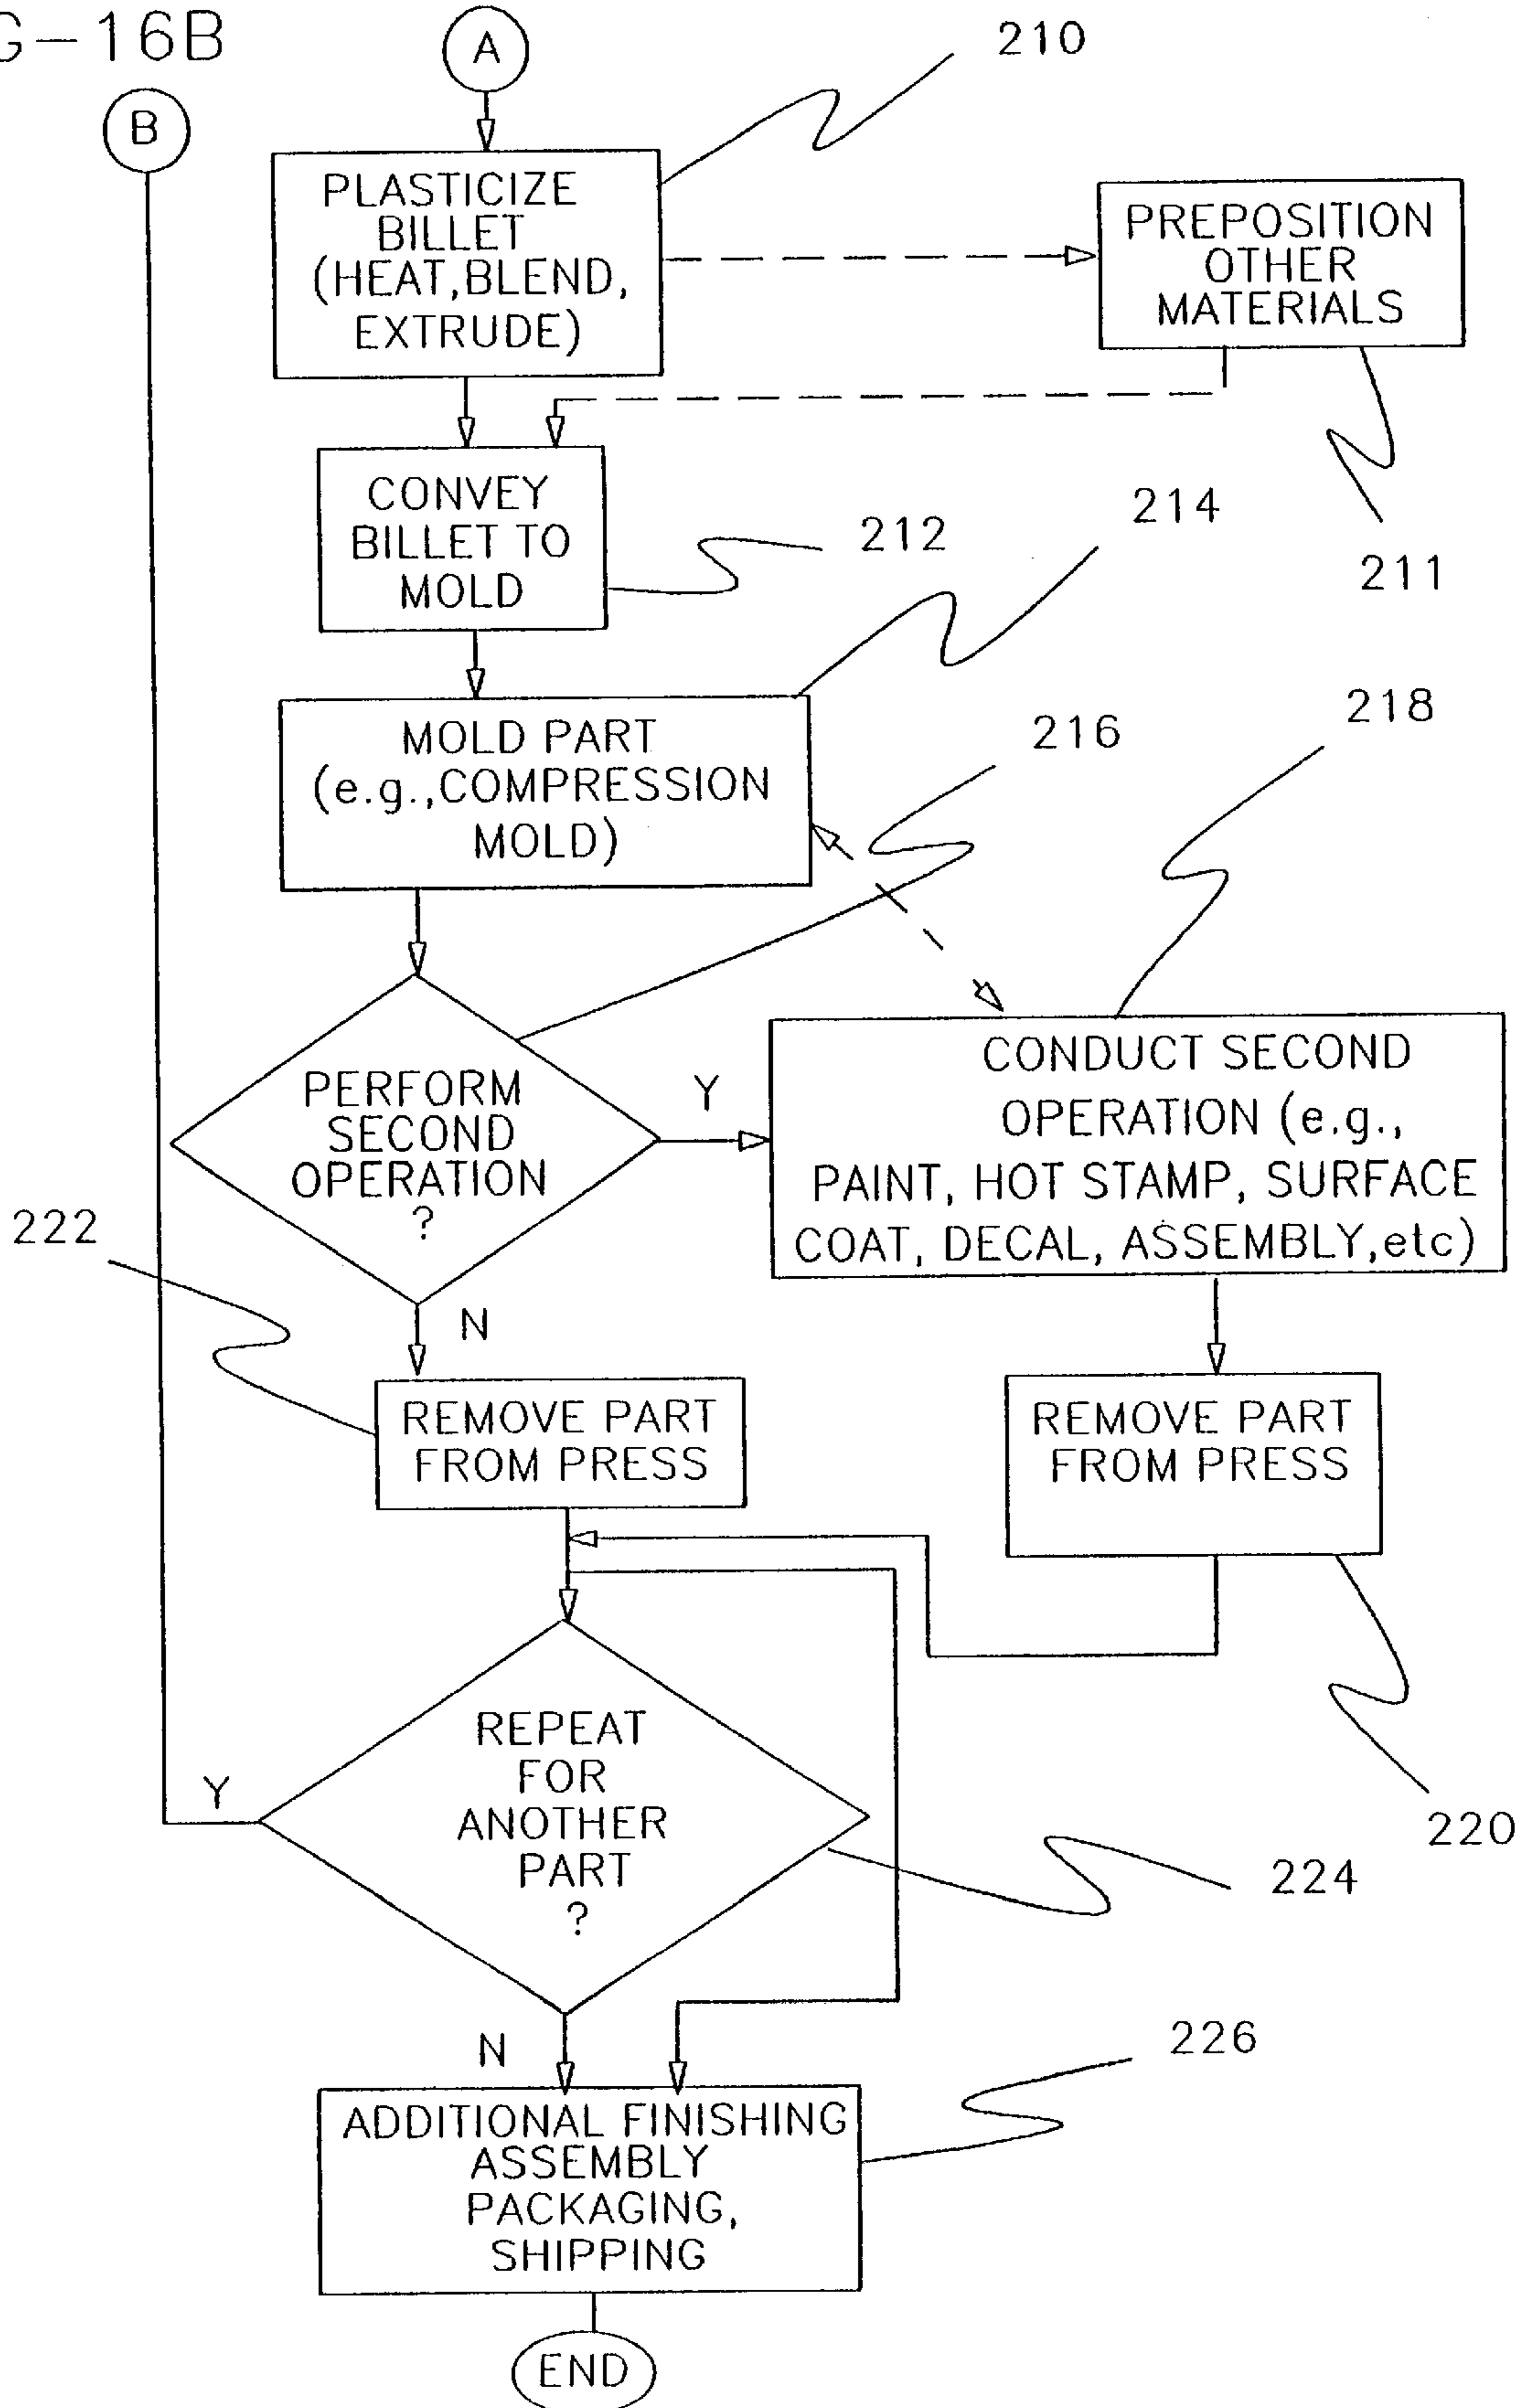 G-16B
A
210
B
PLASTICIZE
BILLET
(HEAT,BLEND,
EXTRUDE)
PREPOSITION
OTHER
MATERIALS
CONVEY
BILLET TO
MOLD
212
214
211
MOLD PART
(e.g.,COMPRESSION
MOLD)
216
218
PERFORM
SECOND
OPERATION
?
Y
CONDUCT SECOND
OPERATION (e.g.,
PAINT, HOT STAMP, SURFACE
COAT, DECAL, ASSEMBLY,etc)
222
N
REMOVE PART
FROM PRESS
REMOVE PART
FROM PRESS
REPEAT
FOR
ANOTHER
PART
?
Y
220
224
N
226
ADDITIONAL FINISHING
ASSEMBLY
PACKAGING,
SHIPPING
END